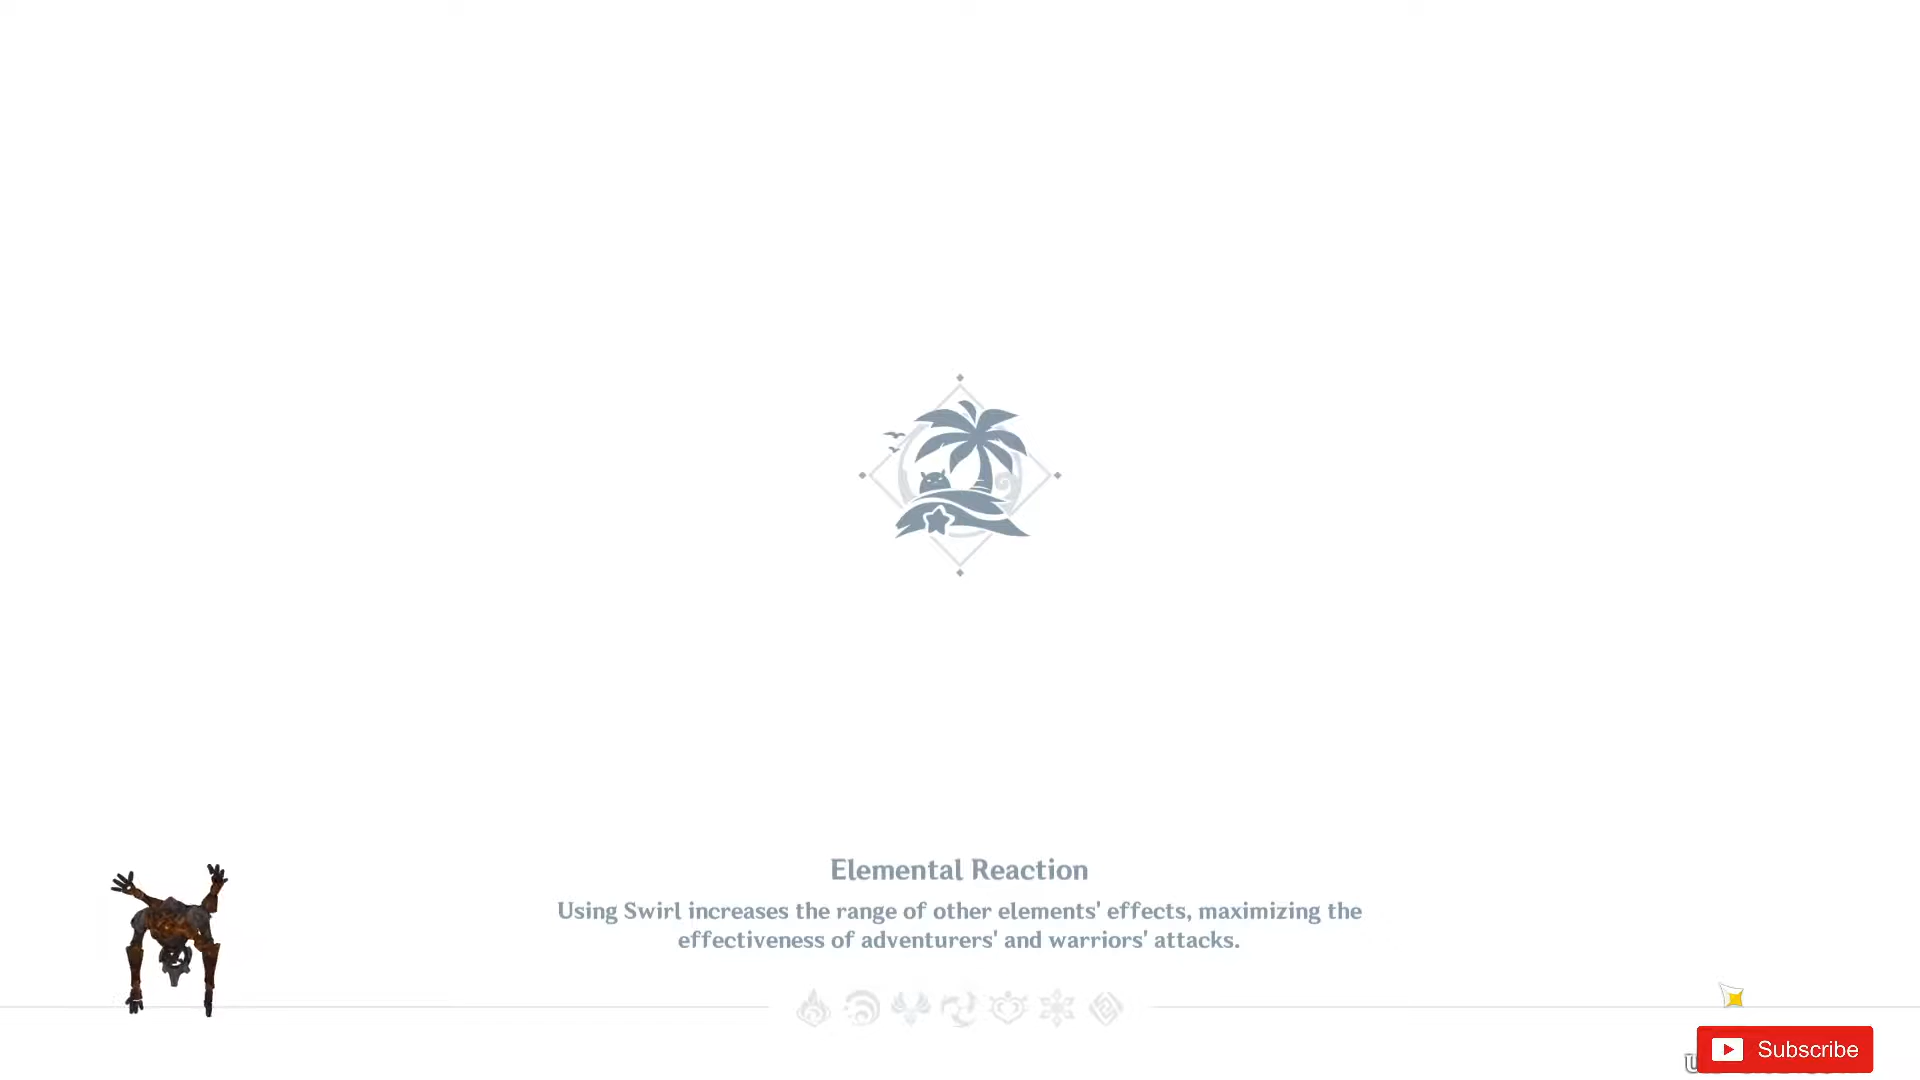 Elemental Reaction
Using Swirl increases the range of other elements' effects, maximizing the
effectiveness of adventurers' and warriors' attacks.
Subscribe